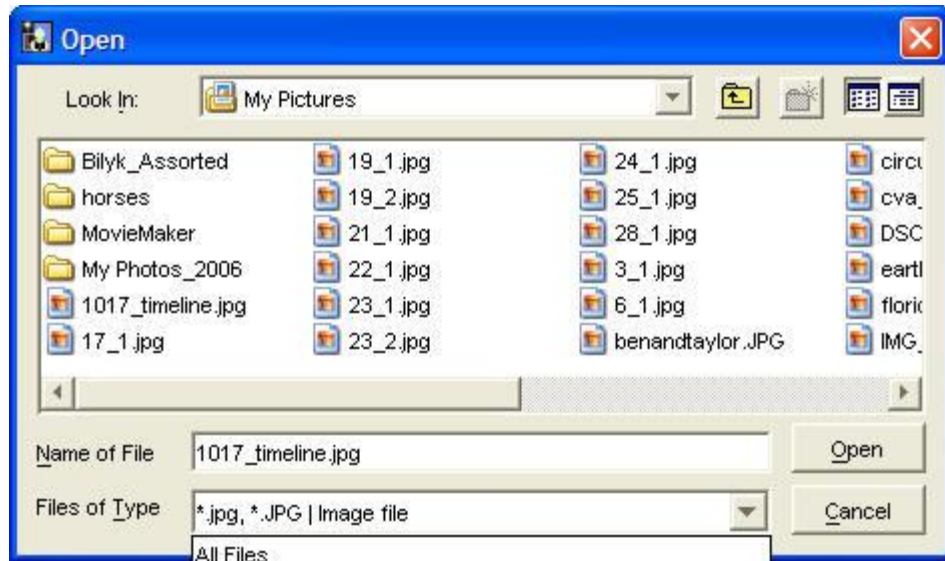 Open
Look In: My Pictures
Bilyk_Assorted 19_1.jpg 24_1.jpg
horses 19_2.jpg 25_1.jpg
MovieMaker 21_1.jpg 28_1.jpg DSC
My Photos_2006 22_1.jpg 3_1.jpg
1017_timeline.jpg 23_1.jpg 6_1.jpg
17_1.jpg 23_2.jpg benandtaylor.JPG IMG_
Name of File 1017_timeline.jpg Open
Files of Type *.jpg, *.JPG | Image file Cancel
All Files